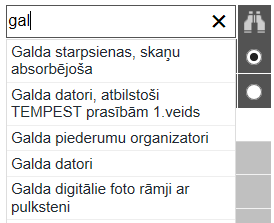 gal
Galda starpsienas, skaņu
absorbējoša
Galda datori, atbilstoši
TEMPEST prasībām 1.veids
Galda piederumu organizatori
Galda datori
Galda digitālie foto rāmji ar
pulksteni